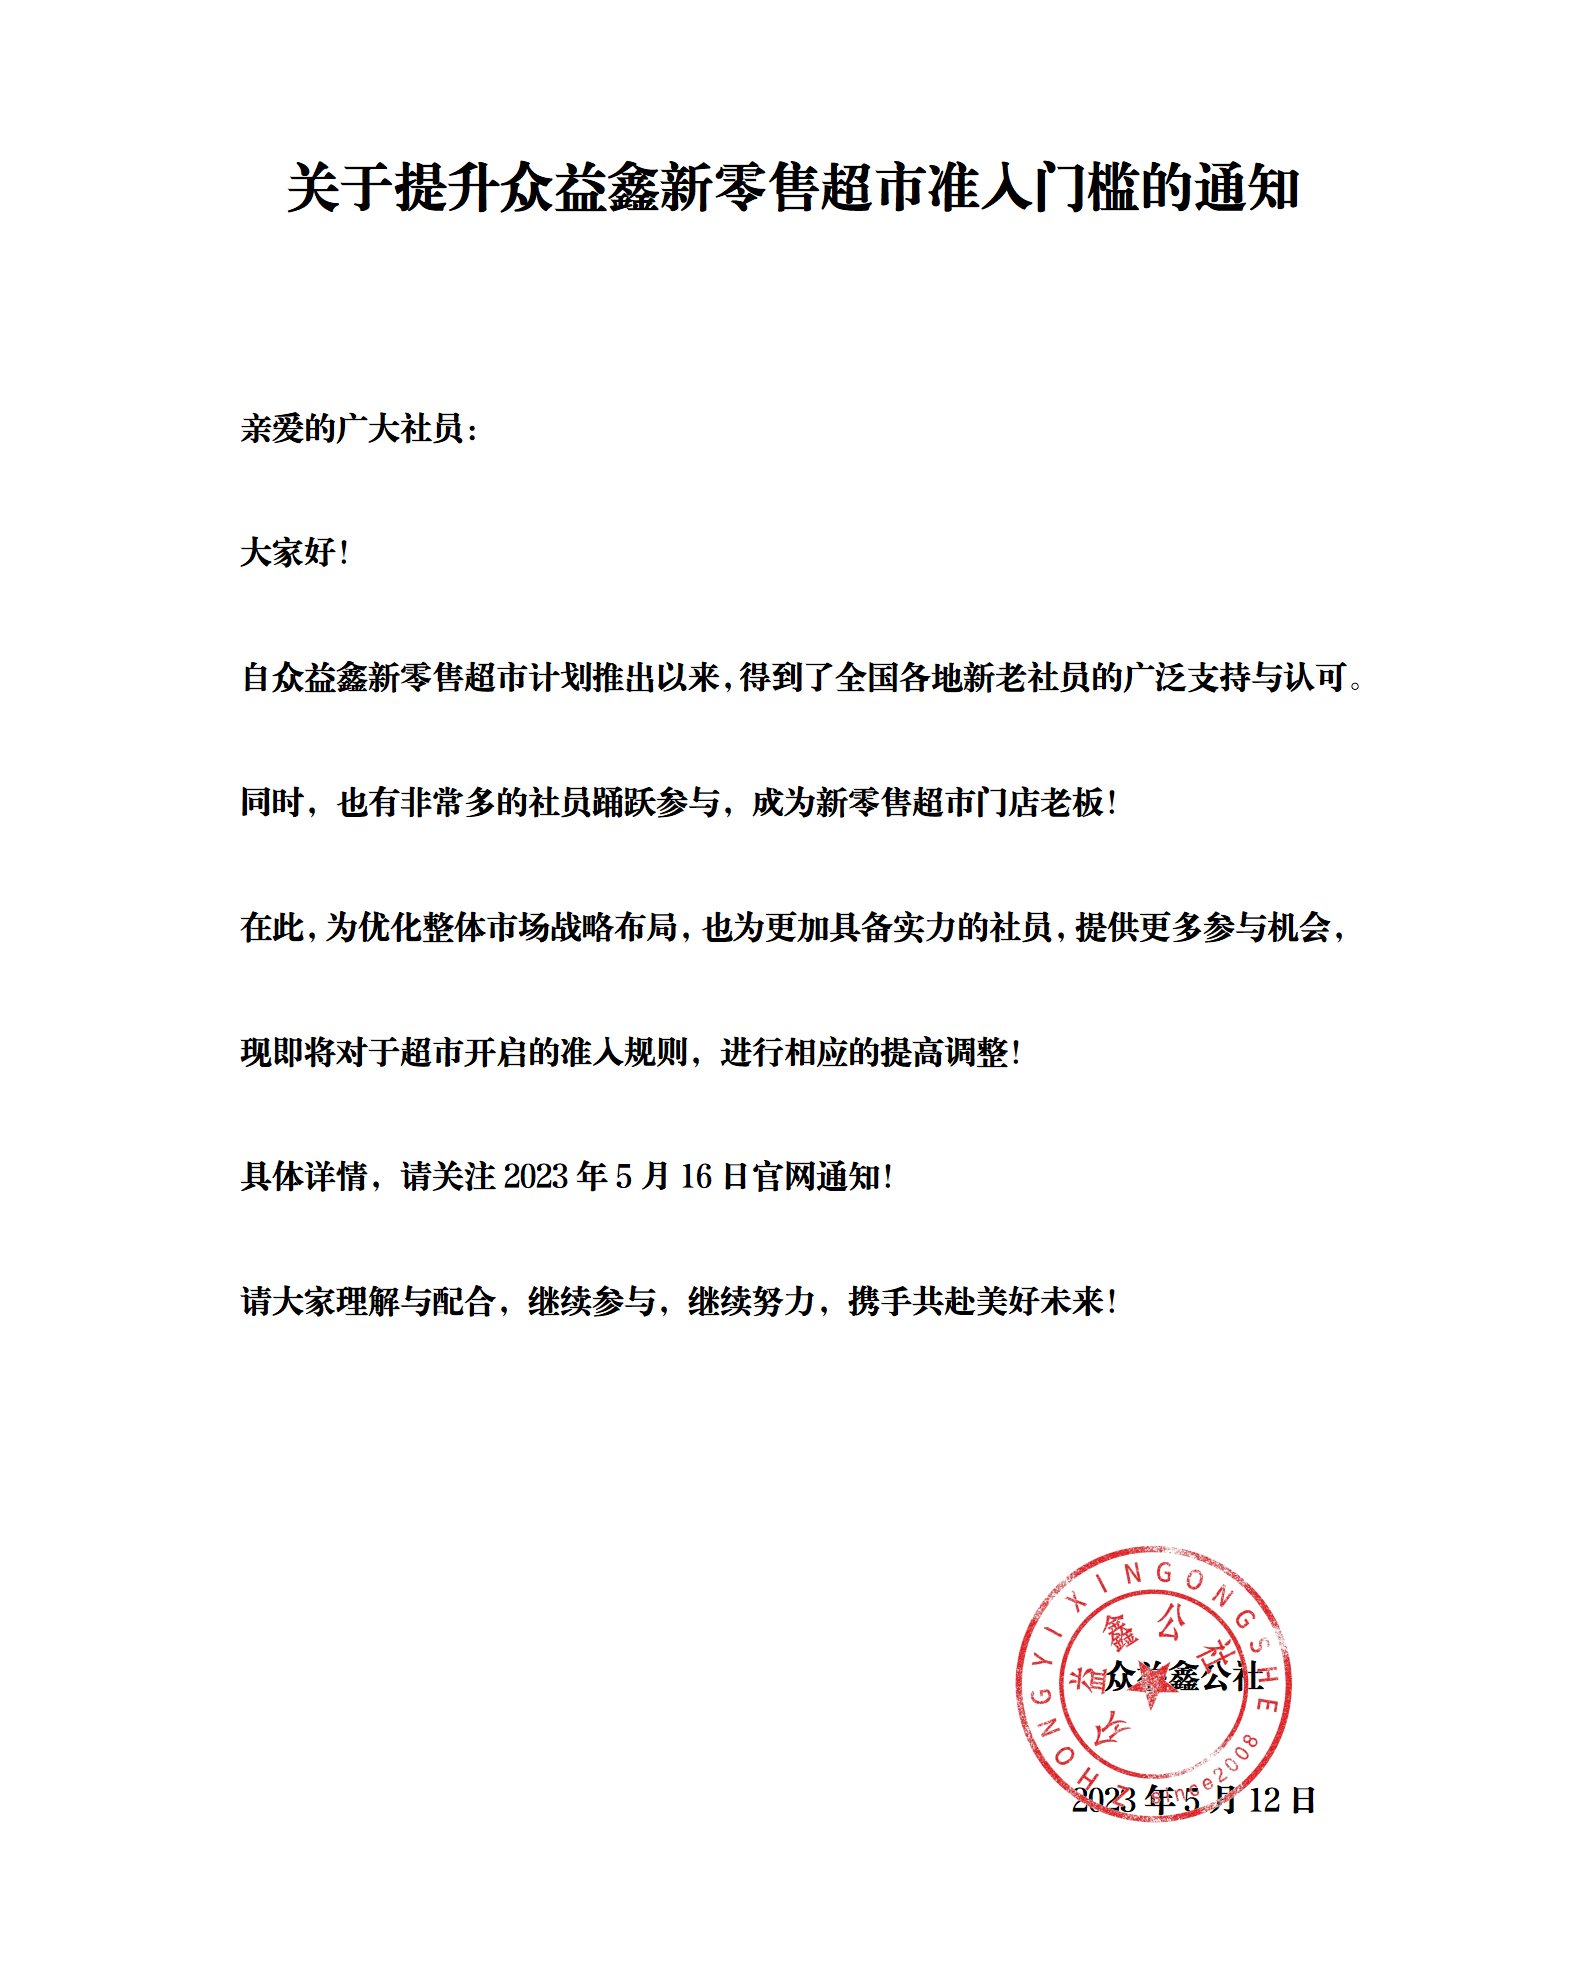 关于提升众益鑫新零售超市准入门槛的通知
亲爱的广大社员：
大家好！
自众益鑫新零售超市计划推出以来，得到了全国各地新老社员的广泛支持与认可。
同时，也有非常多的社员踊跃参与，成为新零售超市门店老板！
在此，为优化整体市场战略布局，也为更加具备实力的社员，提供更多参与机会，
现即将对于超市开启的准入规则，进行相应的提高调整！
具体详情，请关注 2023 年 5 月 16 日官网通知！
请大家理解与配合，继续参与，继续努力，携手共赴美好未来！
ZHONGYIXINGONGSHE
众益鑫公社
since2008
众益鑫公社
2023 年 5 月 12 日